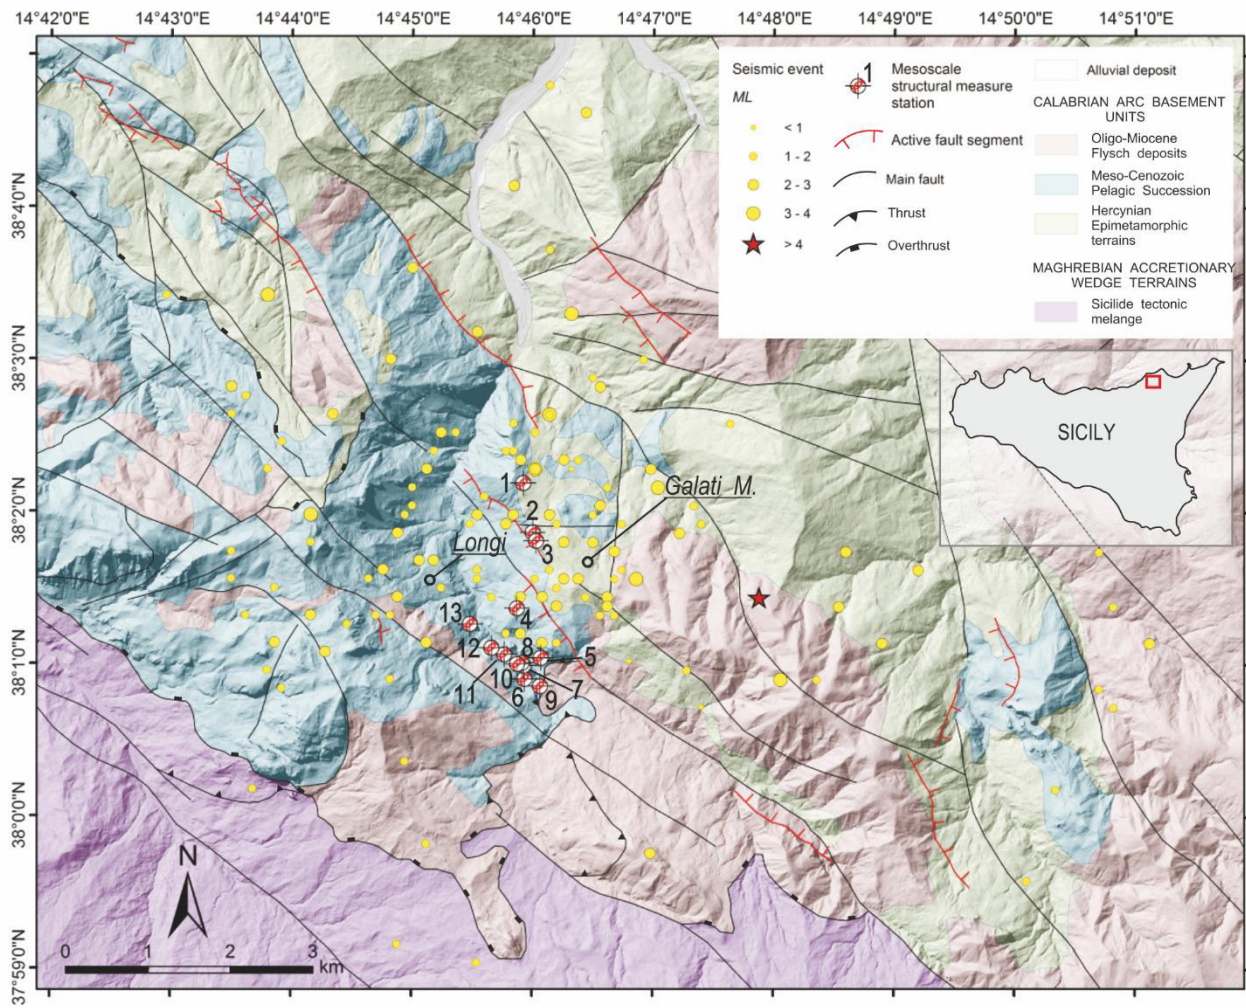 14°42'0"E 14°43'0"E 14°44'0"E 14°45'0"E 14°46'0"E 14°47'0"E 14°48'0"E 14°49'0"E 14°50'0"E 14°51'0"E
38°4'0"N
38°3'0"N
38°2'0"N
38°1'0"N
38°0'0"N
37°59'0"N
Seismic event
ML
< 1
1 - 2
2 - 3
3 - 4
> 4
1
Mesoscale
structural measure
station
Active fault segment
Main fault
Thrust
Overthrust
Alluvial deposit
CALABRIAN ARC BASEMENT
UNITS
Oligo-Miocene
Flysch deposits
Meso-Cenozoic
Pelagic Succession
Hercynian
Epimetamorphic
terrains
MAGHREBIAN ACCRETIONARY
WEDGE TERRAINS
Sicilide tectonic
melange
SICILY
Galati M.
Longi
1
2
3
13
4
12
8
5
11
10
7
6
9
N
0 1 2 3
km